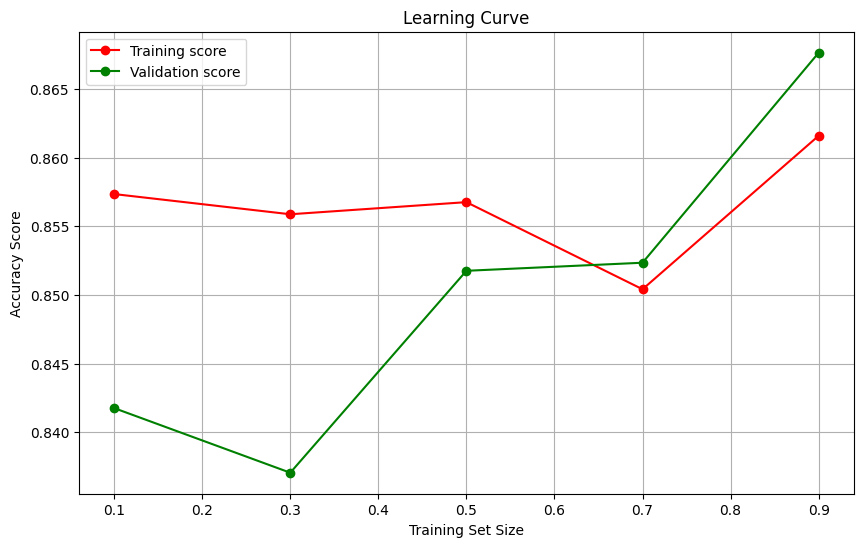 Learning Curve
Training score
Validation score
0.865
0.860
0.855
0.850
0.845
0.840
Accuracy Score
0.1 0.2 0.3 0.4 0.5 0.6 0.7 0.8 0.9
Training Set Size